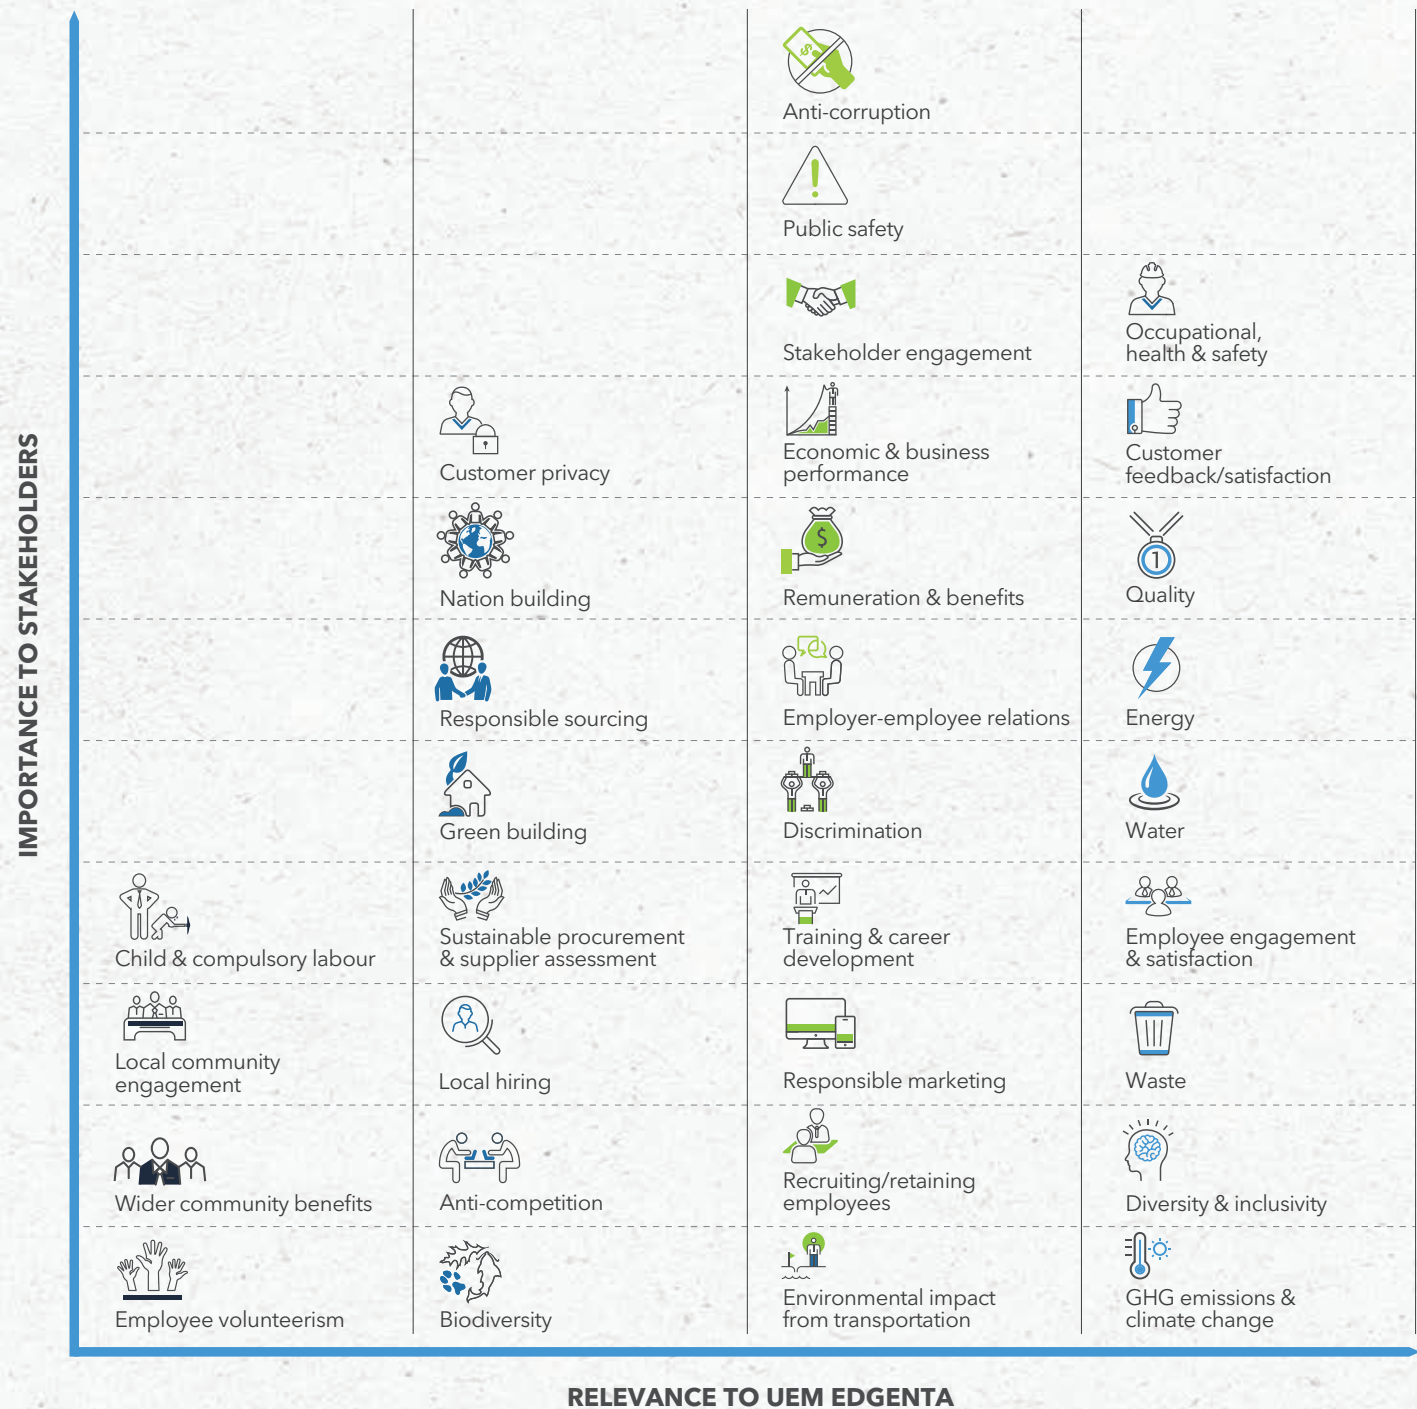 Anti-corruption
Public safety
Stakeholder engagement
Occupational,
health & safety
Customer privacy
Economic & business
performance
Customer
feedback/satisfaction
Nation building
$
Remuneration & benefits
1
Quality
Responsible sourcing
Employer-employee relations
Energy
Green building
Discrimination
Water
Child & compulsory labour
Sustainable procurement
& supplier assessment
Training & career
development
Employee engagement
& satisfaction
Local community
engagement
Local hiring
Responsible marketing
Waste
Wider community benefits
Anti-competition
Recruiting/retaining
employees
Diversity & inclusivity
Employee volunteerism
Biodiversity
Environmental impact
from transportation
GHG emissions &
climate change
IMPORTANCE TO STAKEHOLDERS
RELEVANCE TO UEM EDGENTA